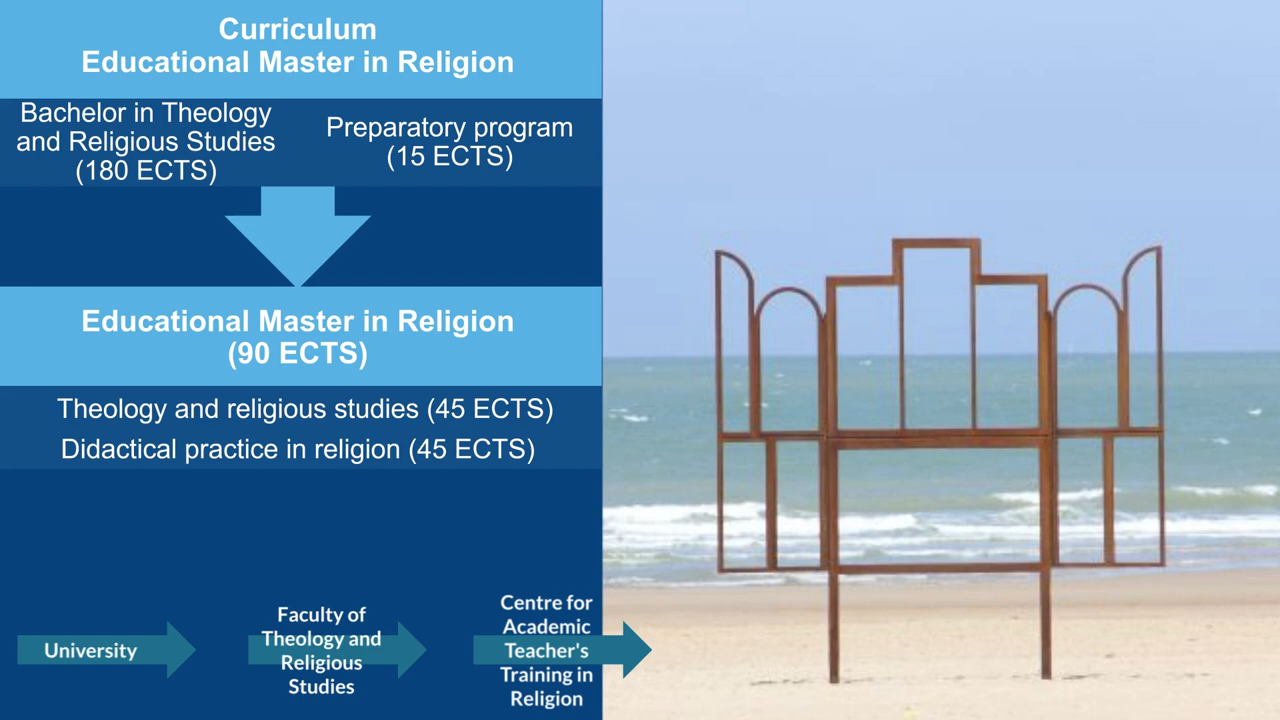 Curriculum
Educational Master in Religion
Bachelor in Theology
and Religious Studies
(180 ECTS)
Preparatory program
(15 ECTS)
Educational Master in Religion
(90 ECTS)
Theology and religious studies (45 ECTS)
Didactical practice in religion (45 ECTS)
University
Faculty of
Theology and
Religious
Studies
Centre for
Academic
Teacher's
Training in
Religion